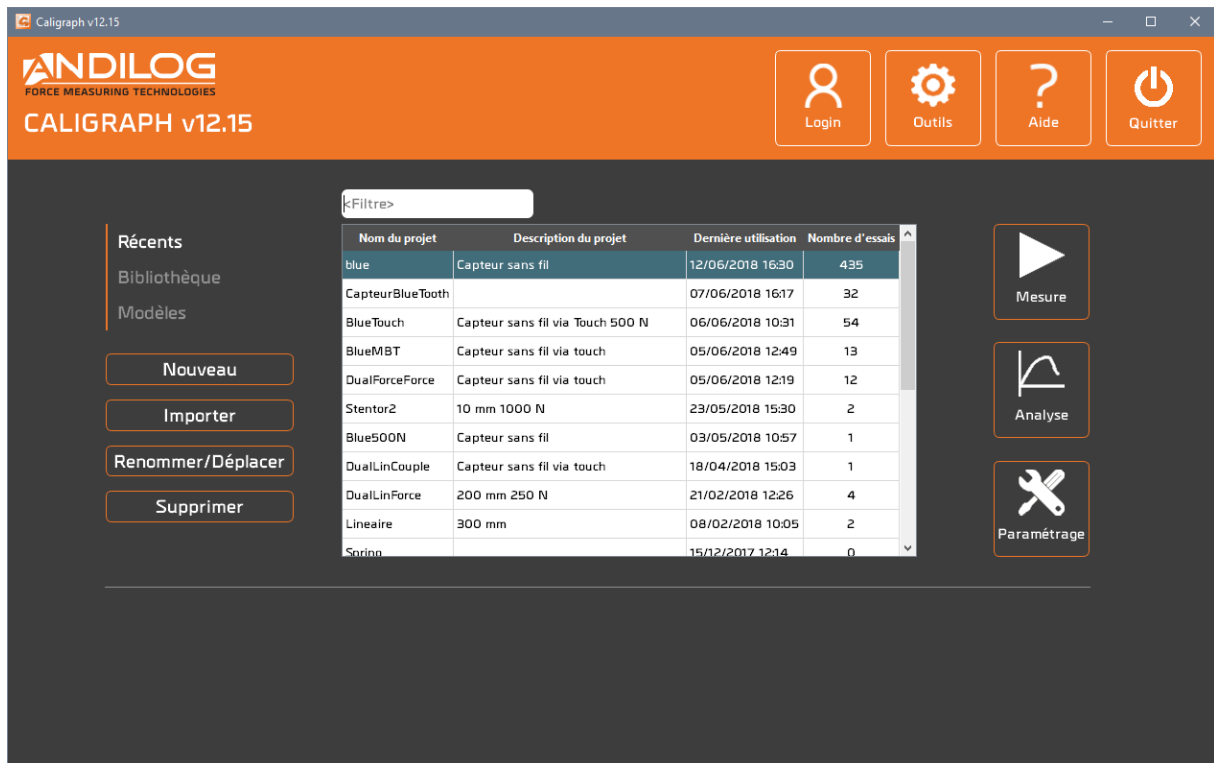 Caligraph v12.15
ANDILOG
FORCE MEASURING TECHNOLOGIES
CALIGRAPH v12.15
Login
Outils
Aide
Quitter
<Filtre>
Récents
Bibliothèque
Modèles
Nouveau
Importer
Renommer/Déplacer
Supprimer
Nom du projet Description du projet Dernière utilisation Nombre d'essais
blue Capteur sans fil 12/06/2018 16:30 435
CapteurBlueTooth 07/06/2018 16:17 32
BlueTouch Capteur sans fil via Touch 500 N 06/06/2018 10:31 54
BlueMBT Capteur sans fil via touch 05/06/2018 12:49 13
DualForceForce Capteur sans fil via touch 05/06/2018 12:19 12
Stentor2 10 mm 1000 N 23/05/2018 15:30 2
Blue500N Capteur sans fil 03/05/2018 10:57 1
DualLinCouple Capteur sans fil via touch 18/04/2018 15:03 1
DualLinForce 200 mm 250 N 21/02/2018 12:26 4
Lineaire 300 mm 08/02/2018 10:05 2
Spring 15/12/2017 12:14 0
Mesure
Analyse
Paramétrage